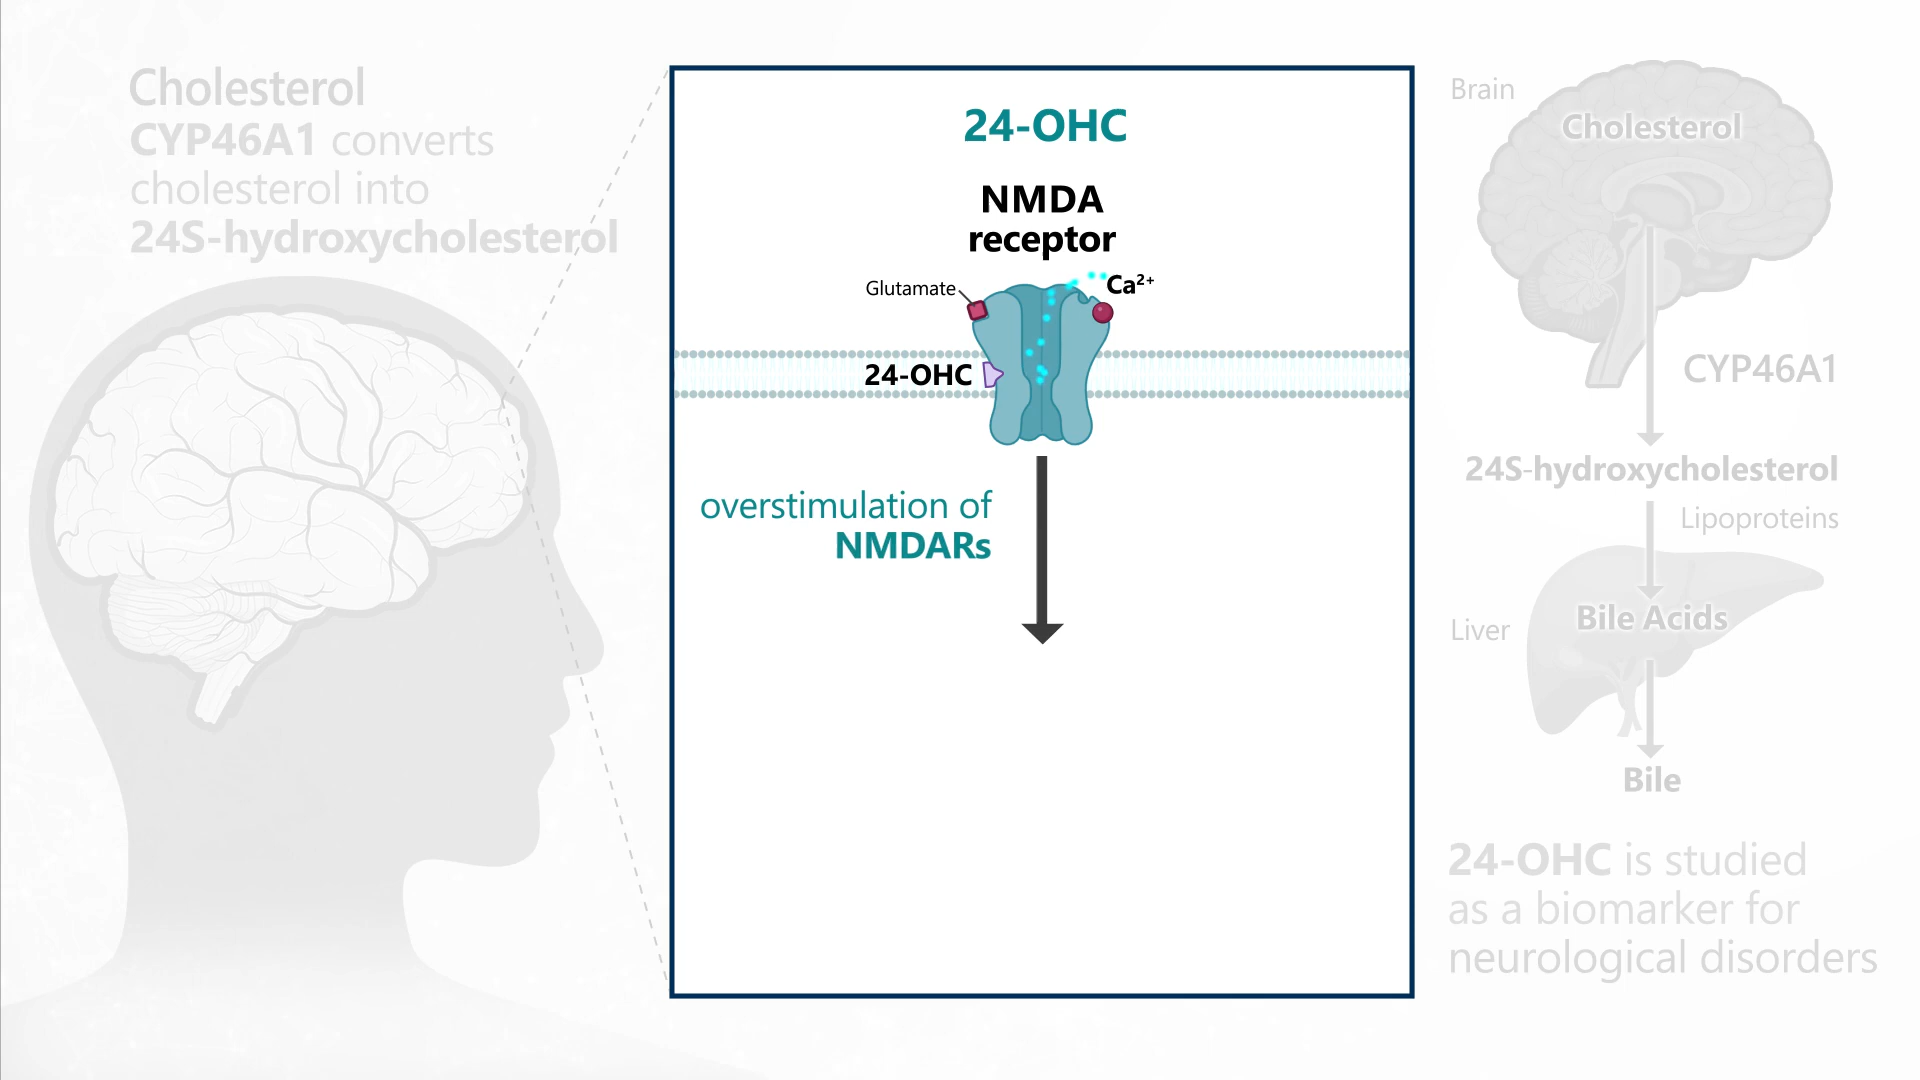 Cholesterol
CYP46A1 converts
cholesterol into
24S-hydroxycholesterol
24-OHC
NMDA
receptor
Glutamate
Ca²⁺
24-OHC
overstimulation of
NMDARs
Brain
Cholesterol
CYP46A1
24S-hydroxycholesterol
Lipoproteins
Liver
Bile Acids
Bile
24-OHC is studied
as a biomarker for
neurological disorders